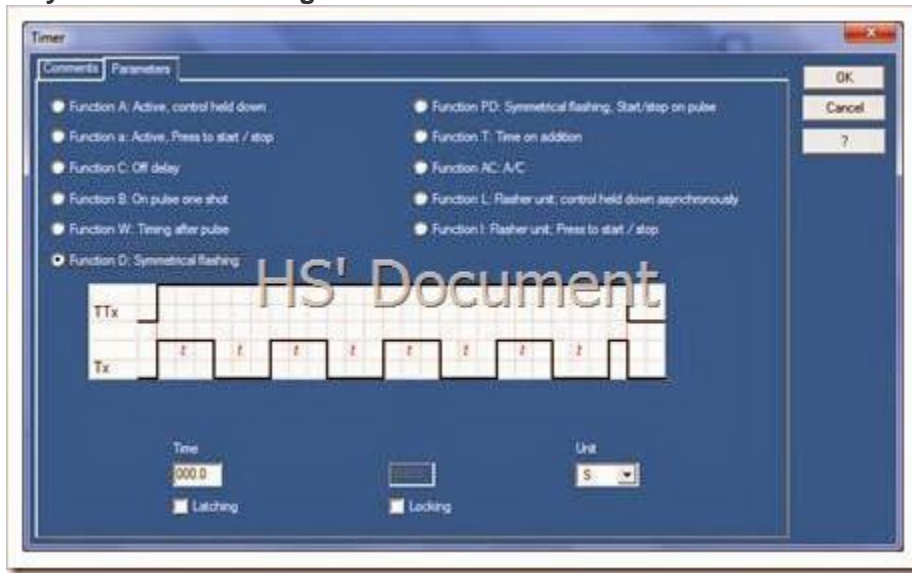 Timer
Comments Parameters
OK
Cancel
?
Function A: Active, control held down
Function a: Active, Press to start / stop
Function C: Off delay
Function B: On pulse one shot
Function W: Timing after pulse
Function D: Symmetrical flashing
Function PD: Symmetrical flashing; Start/stop on pulse
Function T: Time on addition
Function AC: A/C
Function L: Flasher unit; control held down asynchronously
Function l: Flasher unit; Press to start / stop
HS' Document
TTx
t t t t t t t t
Tx
Time
000.0
Unit
S
Latching
Locking